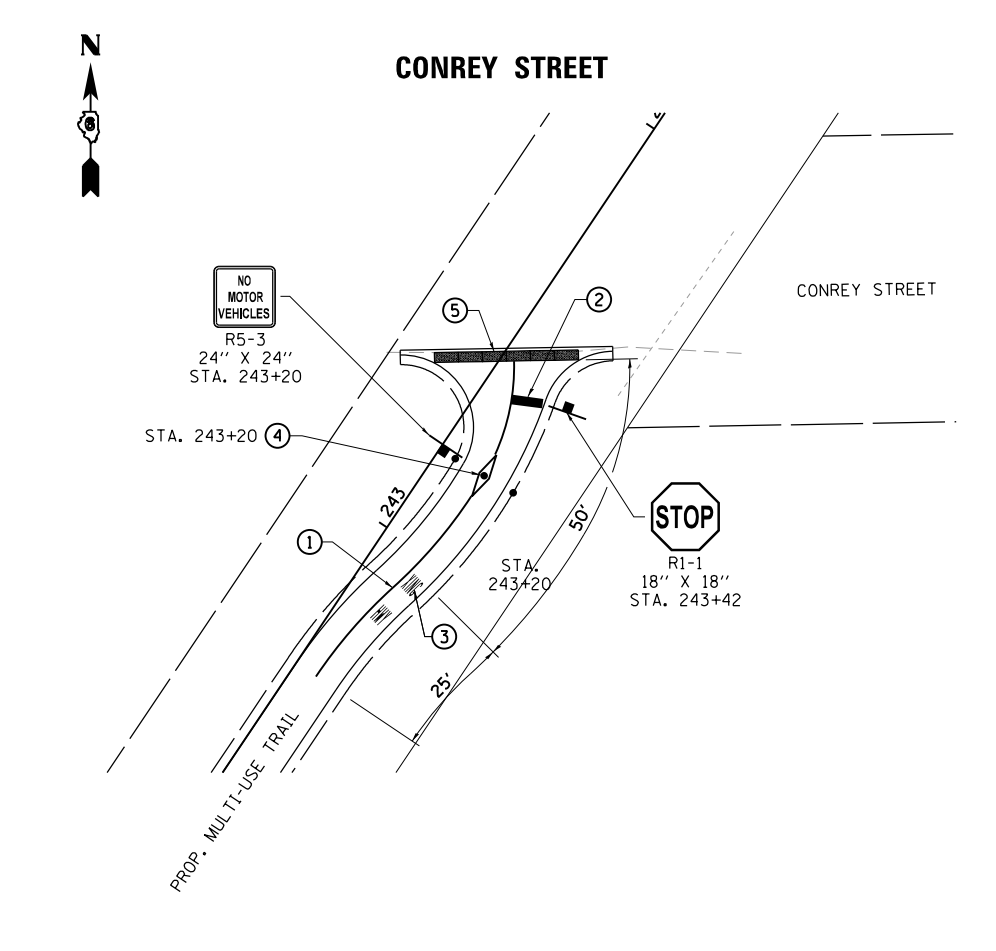 N
6
CONREY STREET
NO
MOTOR
VEHICLES
R5-3
24" X 24"
STA. 243+20
5
2
CONREY STREET
STA. 243+20
4
243
1
3
50'
STA.
243+20
STOP
R1-1
18" X 18"
STA. 243+42
25'
PROP. MULTI-USE TRAIL